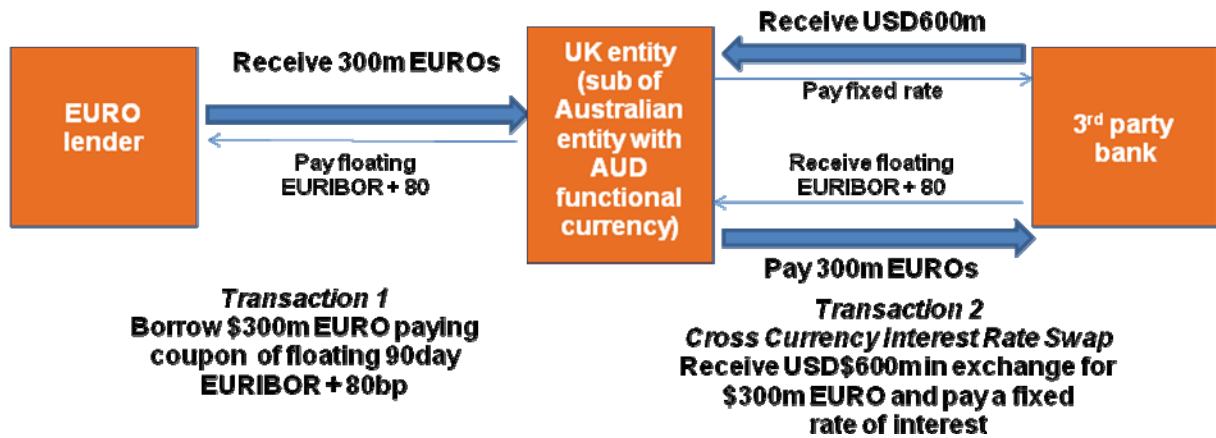 EURO
lender
Receive 300m EUROs
Pay floating
EURIBOR + 80
UK entity
(sub of
Australian
entity with
AUD
functional
currency)
Receive USD600m
Pay fixed rate
Receive floating
EURIBOR + 80
Pay 300m EUROs
3rd party
bank
Transaction 1
Borrow $300m EURO paying
coupon of floating 90day
EURIBOR + 80bp
Transaction 2
Cross Currency Interest Rate Swap
Receive USD$600m in exchange for
$300m EURO and pay a fixed
rate of interest